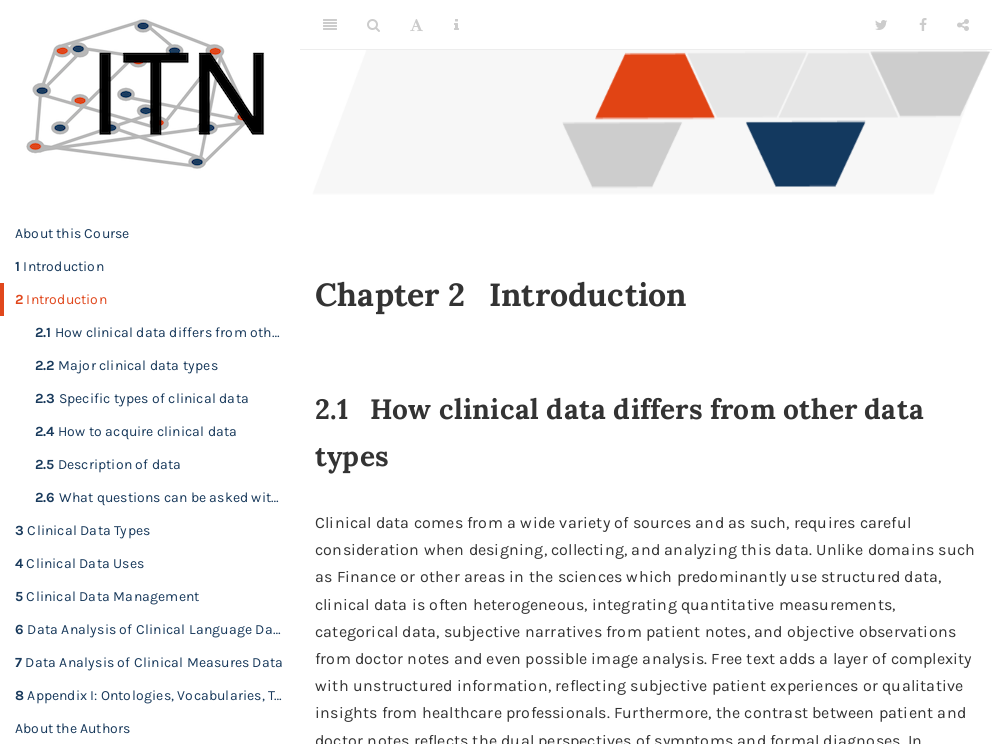 ITN
About this Course
1 Introduction
2 Introduction
2.1 How clinical data differs from oth…
2.2 Major clinical data types
2.3 Specific types of clinical data
2.4 How to acquire clinical data
2.5 Description of data
2.6 What questions can be asked wit…
3 Clinical Data Types
4 Clinical Data Uses
5 Clinical Data Management
6 Data Analysis of Clinical Language Da…
7 Data Analysis of Clinical Measures Data
8 Appendix I: Ontologies, Vocabularies, T…
About the Authors
Chapter 2 Introduction
2.1 How clinical data differs from other data
types
Clinical data comes from a wide variety of sources and as such, requires careful
consideration when designing, collecting, and analyzing this data. Unlike domains such
as Finance or other areas in the sciences which predominantly use structured data,
clinical data is often heterogeneous, integrating quantitative measurements,
categorical data, subjective narratives from patient notes, and objective observations
from doctor notes and even possible image analysis. Free text adds a layer of complexity
with unstructured information, reflecting subjective patient experiences or qualitative
insights from healthcare professionals. Furthermore, the contrast between patient and
doctor notes reflects the dual perspectives of symptoms and formal diagnoses. In